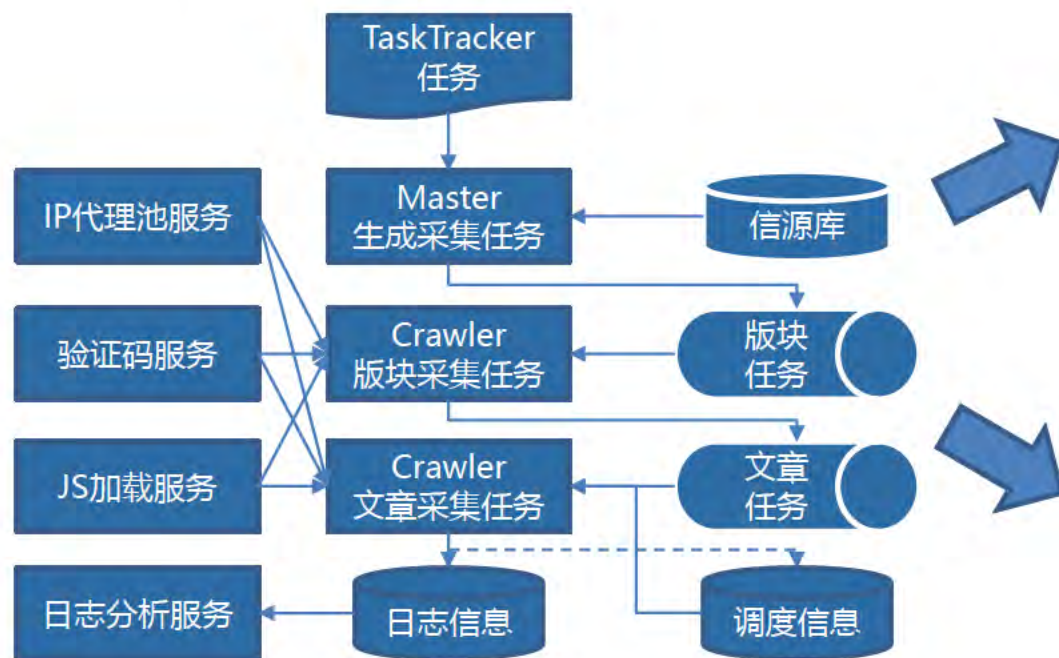 TaskTracker
任务
IP代理池服务
Master
生成采集任务
信源库
验证码服务
Crawler
版块采集任务
版块
任务
JS加载服务
Crawler
文章采集任务
文章
任务
日志分析服务
日志信息
调度信息